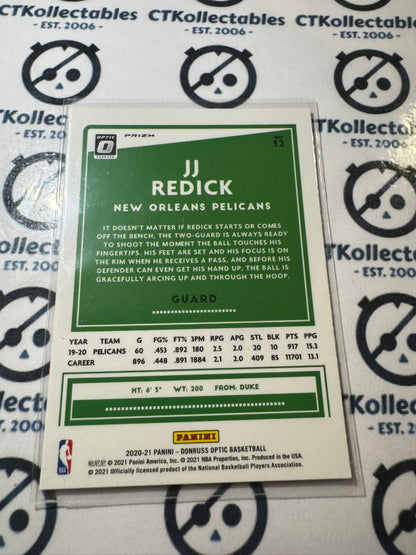 CTKollectables
- EST. 2006 -
CTKollectables
- EST. 2006 -
OPTIC
PRIZM
NO.
52
JJ
REDICK
NEW ORLEANS PELICANS
IT DOESN'T MATTER IF REDICK STARTS OR COMES
OFF THE BENCH. THE TWO-GUARD IS ALWAYS READY
TO SHOOT THE MOMENT THE BALL TOUCHES HIS
FINGERTIPS. HIS FEET ARE SET AND HIS FOCUS IS ON
THE RIM WHEN HE RECEIVES A PASS, AND BEFORE HIS
DEFENDER CAN EVEN GET HIS HAND UP, THE BALL IS
GRACEFULLY ARCING UP AND THROUGH THE HOOP.
GUARD
YEAR TEAM G FG% FT% 3PM RPG APG STL BLK PTS PPG
19-20 PELICANS 60 .453 .892 180 2.5 2.0 20 10 917 15.3
CAREER 896 .448 .891 1884 2.1 2.0 409 85 11701 13.1
HT: 6' 3" WT: 200 FROM: DUKE
PANINI
NBA
2020-21 PANINI – DONRUSS OPTIC BASKETBALL
帕尼尼 © 2021 Panini America, Inc. © 2021 NBA Properties, Inc. Produced in the USA.
© 2021 Officially licensed product of the National Basketball Players Association.